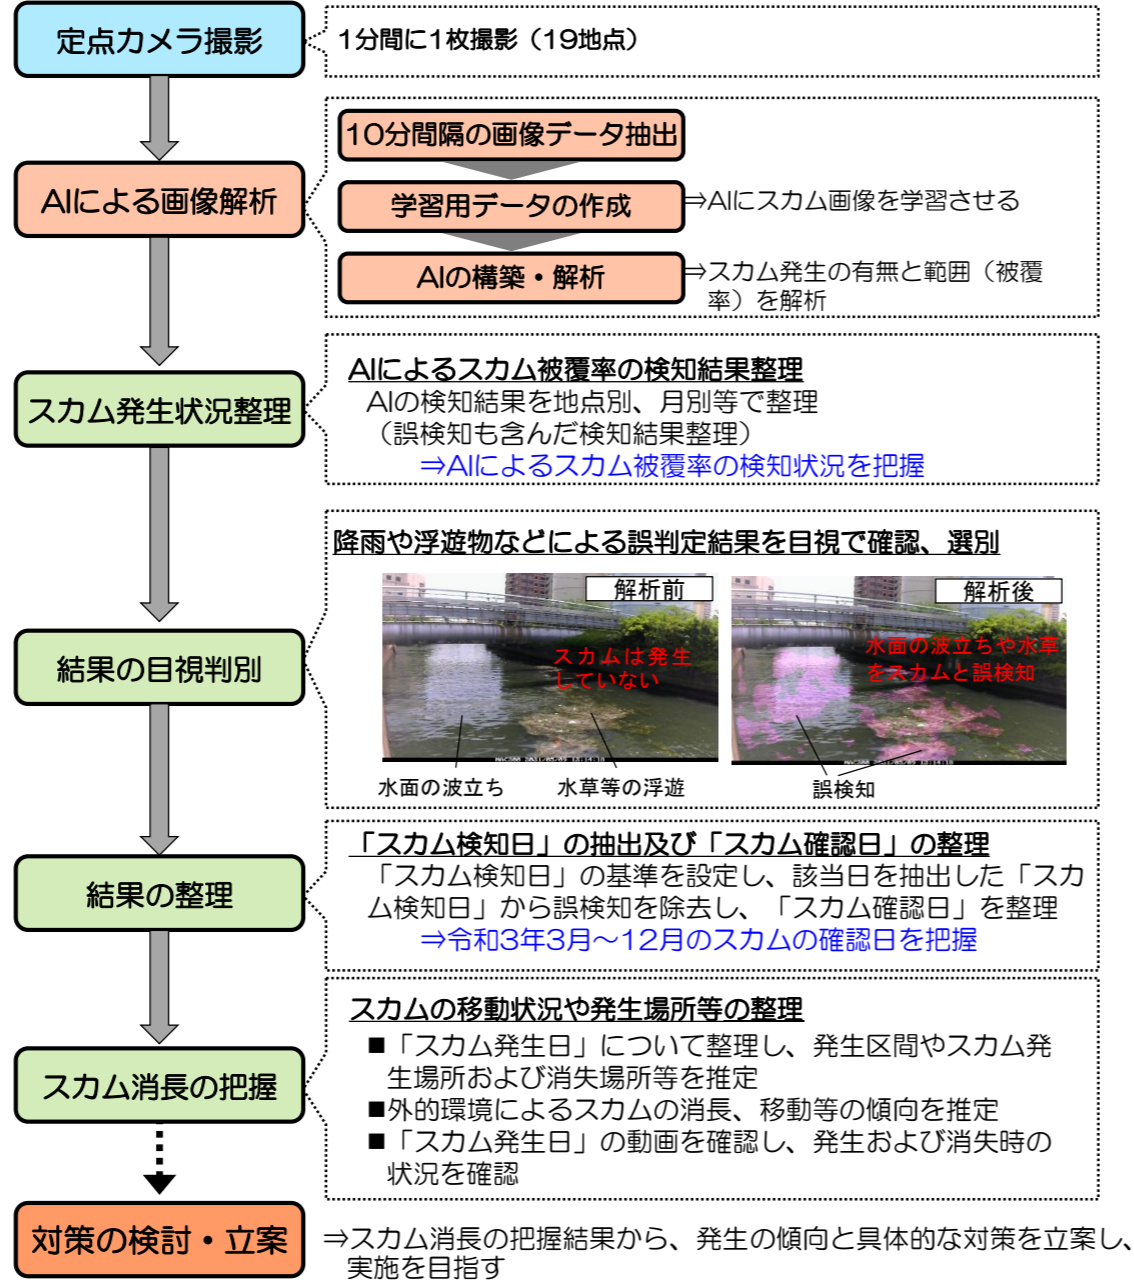 定点カメラ撮影
1分間に1枚撮影（19地点）
AIによる画像解析
10分間隔の画像データ抽出
学習用データの作成
⇒AIにスカム画像を学習させる
AIの構築・解析
⇒スカム発生の有無と範囲（被覆
率）を解析
スカム発生状況整理
AIによるスカム被覆率の検知結果整理
AIの検知結果を地点別、月別等で整理
（誤検知も含んだ検知結果整理）
⇒AIによるスカム被覆率の検知状況を把握
結果の目視判別
降雨や浮遊物などによる誤判定結果を目視で確認、選別
解析前
スカムは発生
していない
水面の波立ち
水草等の浮遊
解析後
水面の波立ちや水草
をスカムと誤検知
誤検知
結果の整理
「スカム検知日」の抽出及び「スカム確認日」の整理
「スカム検知日」の基準を設定し、該当日を抽出した「スカ
ム検知日」から誤検知を除去し、「スカム確認日」を整理
⇒令和3年3月～12月のスカムの確認日を把握
スカム消長の把握
スカムの移動状況や発生場所等の整理
■「スカム発生日」について整理し、発生区間やスカム発
生場所および消失場所等を推定
■外的環境によるスカムの消長、移動等の傾向を推定
■「スカム発生日」の動画を確認し、発生および消失時の
状況を確認
対策の検討・立案
⇒スカム消長の把握結果から、発生の傾向と具体的な対策を立案し、
実施を目指す